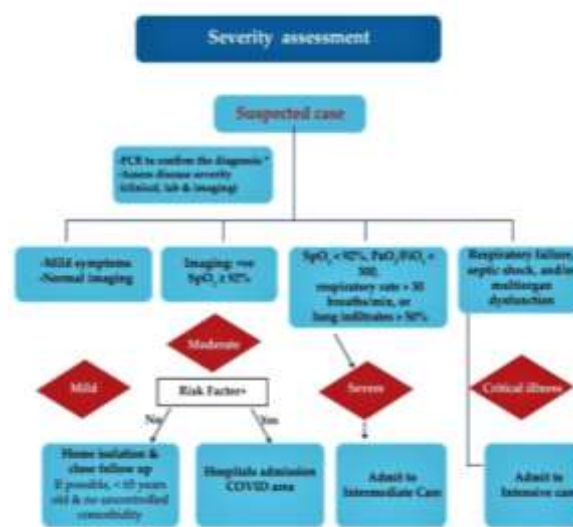 Severity assessment
Suspected case
-PCR to confirm the diagnosis *
-Assess disease severity
(clinical, lab & imaging)
-Mild symptoms
-Normal imaging
Imaging: +ve
SpO₂ ≥ 92%
SpO₂ < 92%, PaO₂/FiO₂ <
300,
respiratory rate > 30
breaths/min, or
lung infiltrates > 50%
Respiratory failure,
septic shock, and/or
multiorgan
dysfunction
Mild
Moderate
Severe
Critical illness
Risk Factor+
No
Yes
Home isolation &
close follow up
If possible, < 65 years
old & no uncontrolled
comorbidity
Hospitals admission
COVID area
Admit to
Intermediate Care
Admit to
Intensive care